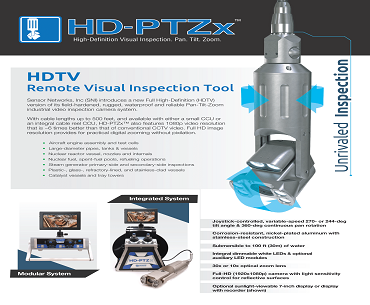 HD-PTZx™
High-Definition Visual Inspection. Pan. Tilt. Zoom.
HDTV
Remote Visual Inspection Tool
Sensor Networks, Inc (SNI) introduces a new Full High-Definition (HDTV)
version of its field-hardened, rugged, waterproof and reliable Pan-Tilt-Zoom
industrial video inspection camera system.
With cable lengths up to 500 feet, and available with either a small CCU or
an integral cable reel CCU, HD-PTZx™ also features 1080p video resolution
that is ~6 times better than that of conventional CCTV video. Full HD image
resolution provides for practical digital zooming without pixilation.
• Aircraft engine assembly and test cells
• Large-diameter pipes, tanks & vessels
• Nuclear reactor vessel, nozzles and internals
• Nuclear fuel, spent-fuel pools, refueling operations
• Steam generator primary-side and secondary-side inspections
• Plastic-, glass-, refractory-lined, and stainless-clad vessels
• Catalyst vessels and tray towers
Unrivaled Inspection
Integrated System
HD-PTZx
Modular System
Joystick-controlled, variable-speed 270- or 244-deg
tilt angle & 360-deg continuous pan rotation
Corrosion-resistant, nickel-plated aluminum with
stainless-steel construction
Submersible to 100 ft (30m) of water
Integral dimmable white LEDs & optional
auxiliary LED modules
30x or 10x optical zoom lens
Full-HD (1920x1080p) camera with light sensitivity
control for reflective surfaces
Optional sunlight-viewable 7-inch display or display
with recorder (shown)